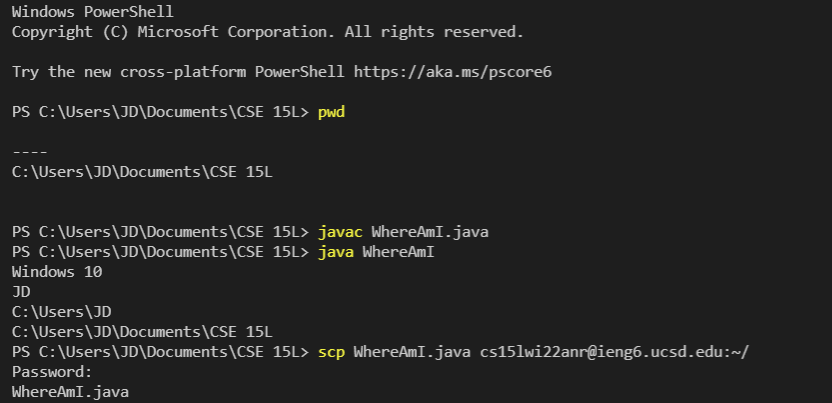 Windows PowerShell
Copyright (C) Microsoft Corporation. All rights reserved.
Try the new cross-platform PowerShell https://aka.ms/pscore6
PS C:\Users\JD\Documents\CSE 15L> pwd
----
C:\Users\JD\Documents\CSE 15L
PS C:\Users\JD\Documents\CSE 15L> javac WhereAmI.java
PS C:\Users\JD\Documents\CSE 15L> java WhereAmI
Windows 10
JD
C:\Users\JD
C:\Users\JD\Documents\CSE 15L
PS C:\Users\JD\Documents\CSE 15L> scp WhereAmI.java cs15lwi22anr@ieng6.ucsd.edu:~/
Password:
WhereAmI.java